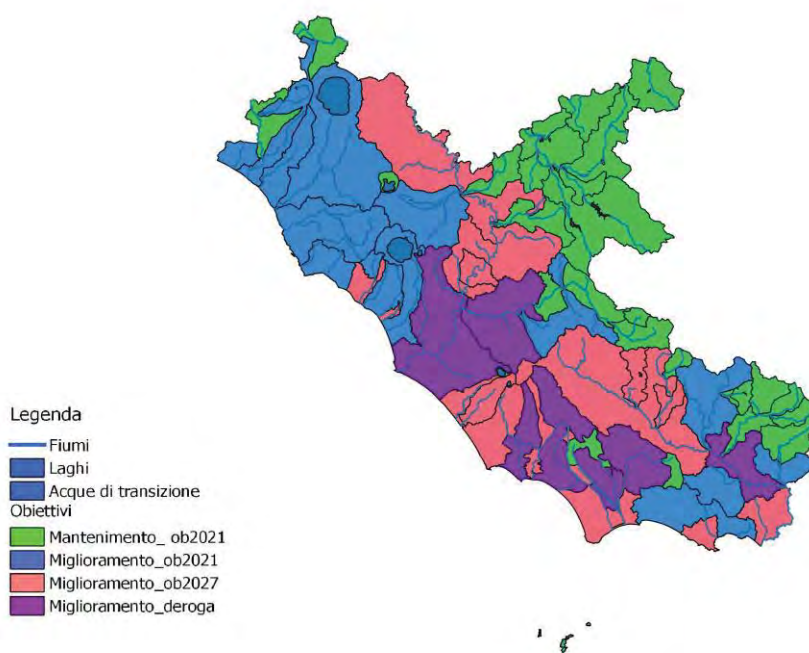 Legenda
Fiumi
Laghi
Acque di transizione
Obiettivi
Mantenimento_ ob2021
Miglioramento_ob2021
Miglioramento_ob2027
Miglioramento_deroga